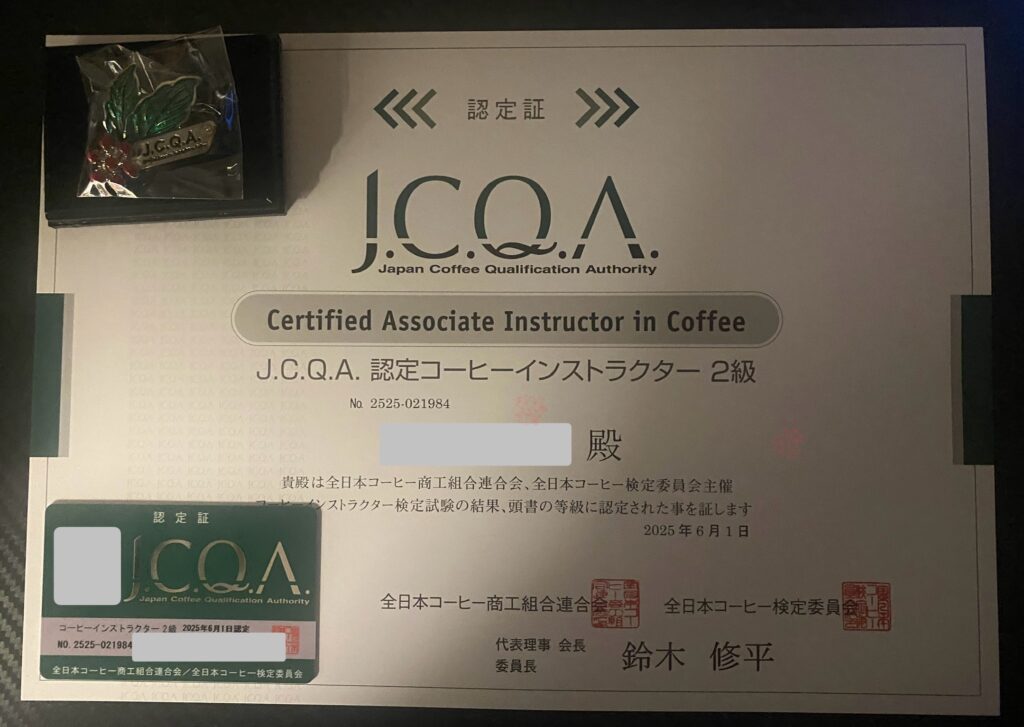 認定証
J.C.Q.A.
Japan Coffee Qualification Authority
Certified Associate Instructor in Coffee
J.C.Q.A. 認定コーヒーインストラクター 2級
No. 2525-021984
殿
貴殿は全日本コーヒー商工組合連合会、全日本コーヒー検定委員会主催
コーヒーインストラクター検定試験の結果、頭書の等級に認定された事を証します
2025年6月1日
全日本コーヒー商工組合連合会
全日本コーヒー検定委員会
代表理事 会長
委員長
鈴木 修平
J.C.Q.A.
認定証
J.C.Q.A.
Japan Coffee Qualification Authority
コーヒーインストラクター 2級 2025年6月1日認定
NO. 2525-021984
全日本コーヒー商工組合連合会/全日本コーヒー検定委員会